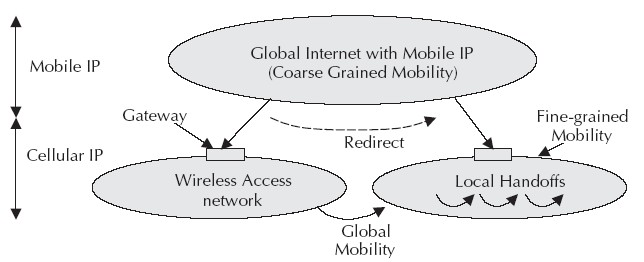 Global Internet with Mobile IP
(Coarse Grained Mobility)
Mobile IP
Gateway
Redirect
Fine-grained
Mobility
Cellular IP
Wireless Access
network
Local Handoffs
Global
Mobility